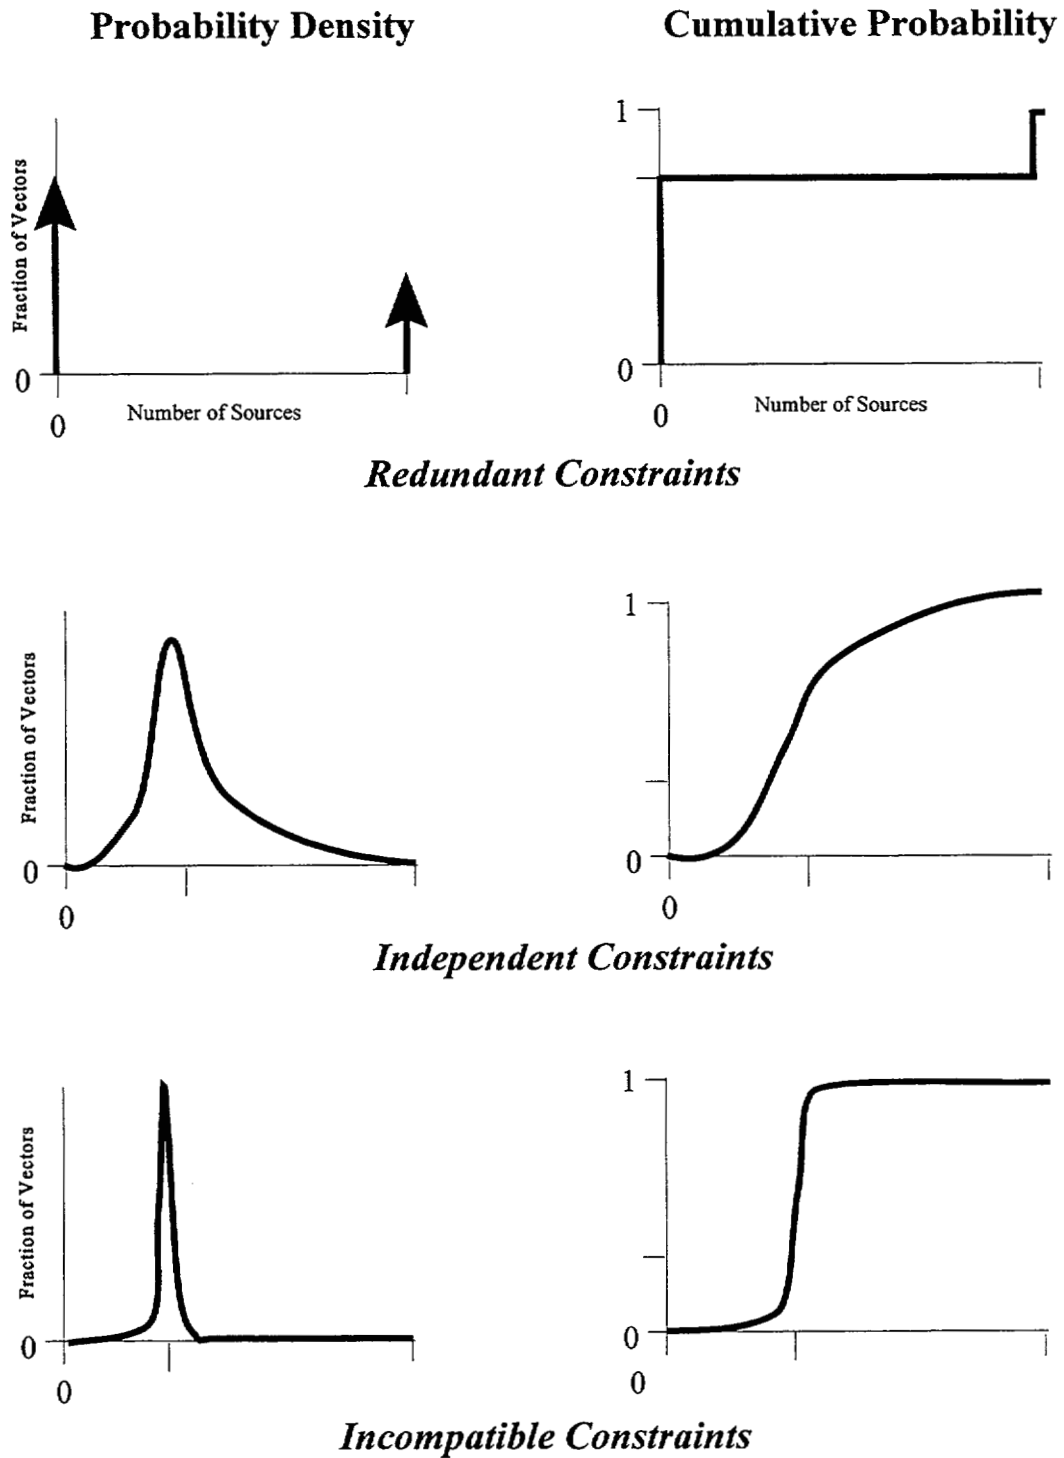 Probability Density
Cumulative Probability
Fraction of Vectors
0
0
Number of Sources
1
0
0
Number of Sources
Redundant Constraints
Fraction of Vectors
0
0
1
0
0
Independent Constraints
Fraction of Vectors
0
0
1
0
0
Incompatible Constraints